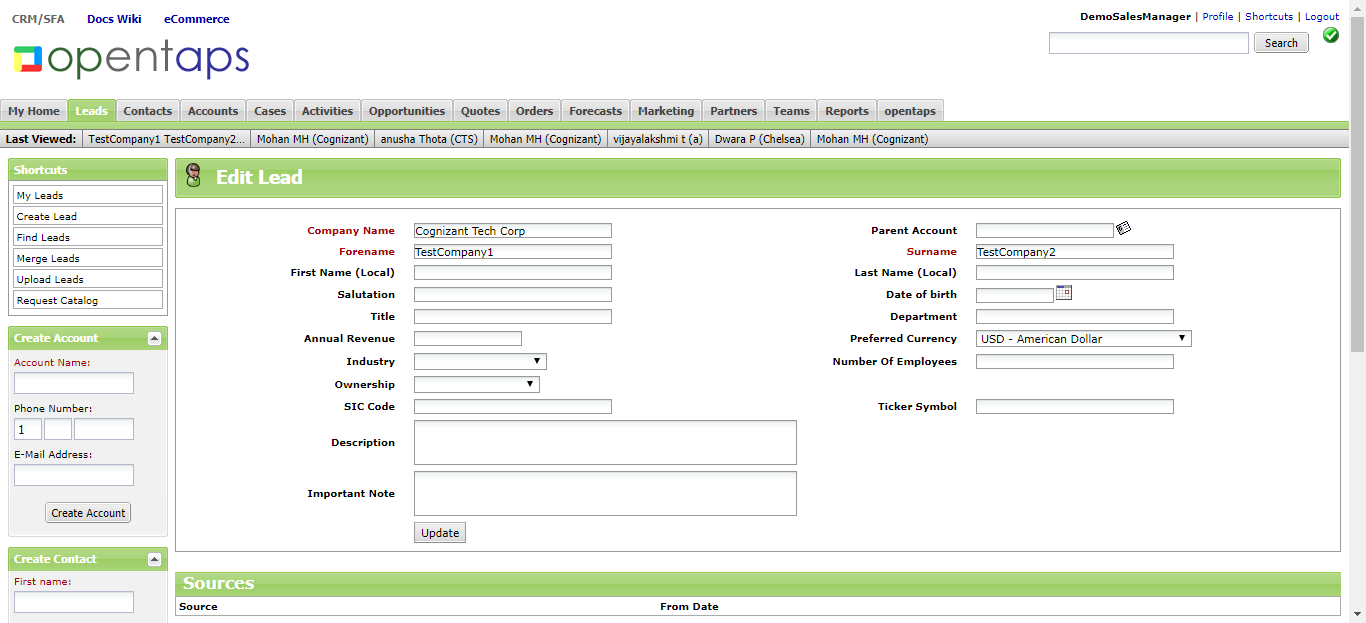 CRM/SFA Docs Wiki eCommerce
DemoSalesManager | Profile | Shortcuts | Logout
opentaps
Search
My Home Leads Contacts Accounts Cases Activities Opportunities Quotes Orders Forecasts Marketing Partners Teams Reports opentaps
Last Viewed: TestCompany1 TestCompany2... Mohan MH (Cognizant) anusha Thota (CTS) Mohan MH (Cognizant) vijayalakshmi t (a) Dwara P (Chelsea) Mohan MH (Cognizant)
Shortcuts
My Leads
Create Lead
Find Leads
Merge Leads
Upload Leads
Request Catalog
Create Account
Account Name:
Phone Number:
1
E-Mail Address:
Create Account
Create Contact
First name:
Edit Lead
Company Name Cognizant Tech Corp Parent Account
Forename TestCompany1 Surname TestCompany2
First Name (Local) Last Name (Local)
Salutation Date of birth
Title Department
Annual Revenue Preferred Currency USD - American Dollar
Industry Number Of Employees
Ownership
SIC Code Ticker Symbol
Description
Important Note
Update
Sources
Source From Date